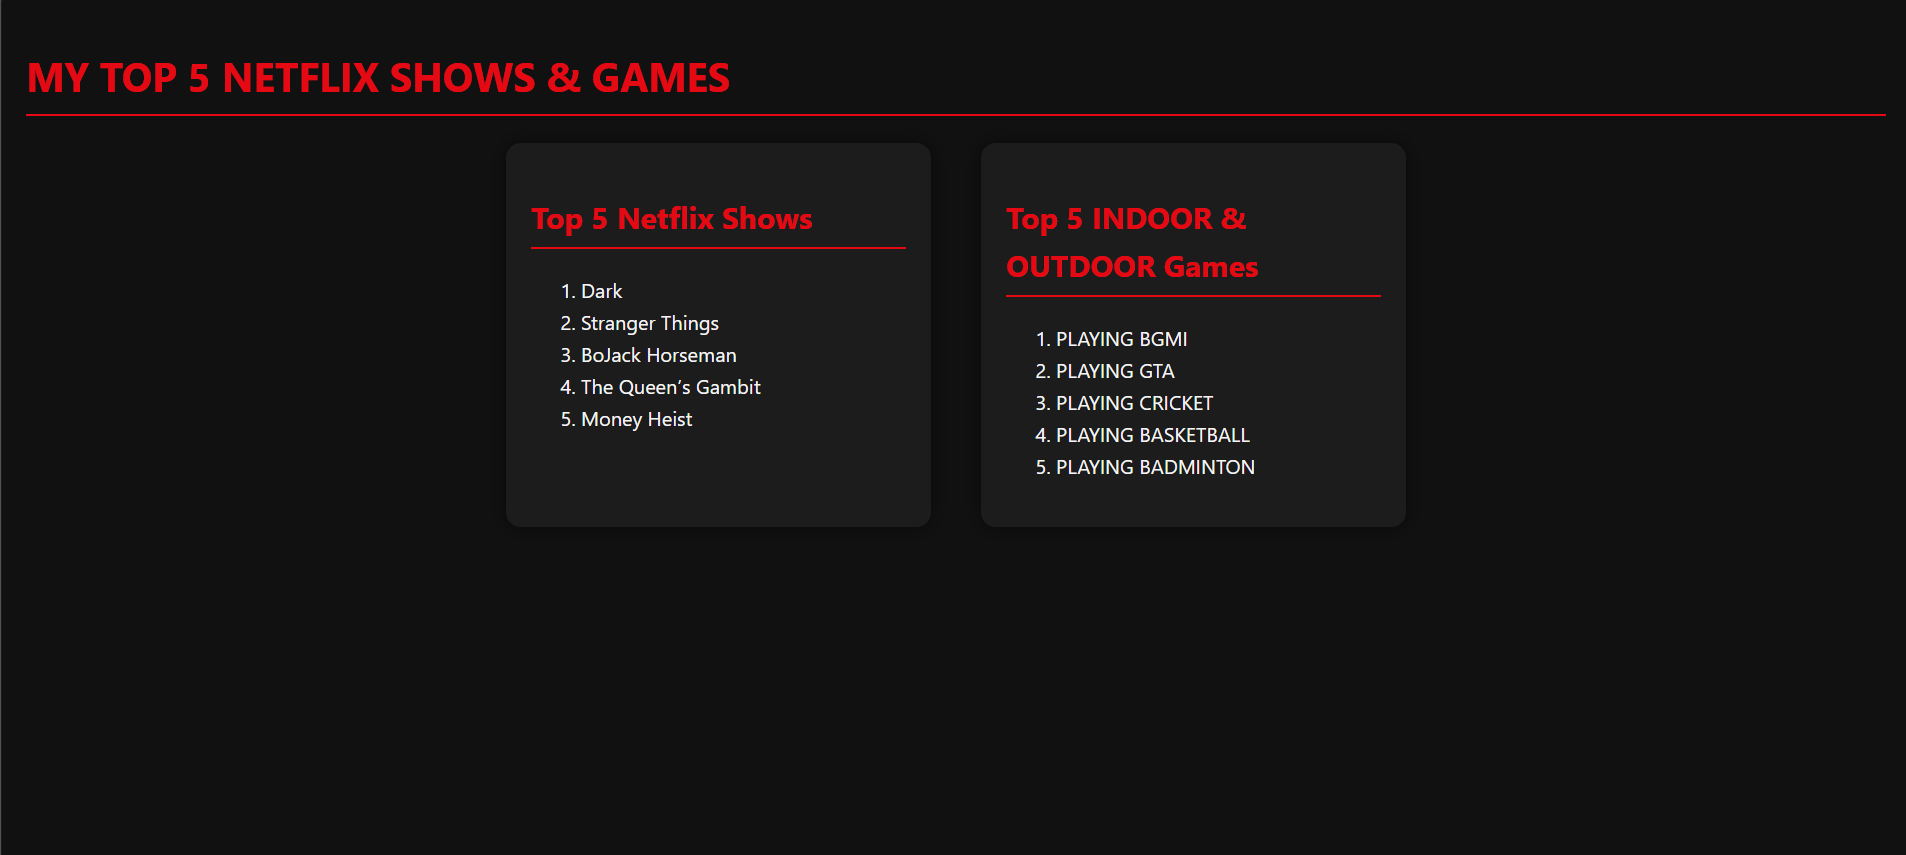 MY TOP 5 NETFLIX SHOWS & GAMES
Top 5 Netflix Shows
1. Dark
2. Stranger Things
3. BoJack Horseman
4. The Queen’s Gambit
5. Money Heist
Top 5 INDOOR &
OUTDOOR Games
1. PLAYING BGMI
2. PLAYING GTA
3. PLAYING CRICKET
4. PLAYING BASKETBALL
5. PLAYING BADMINTON